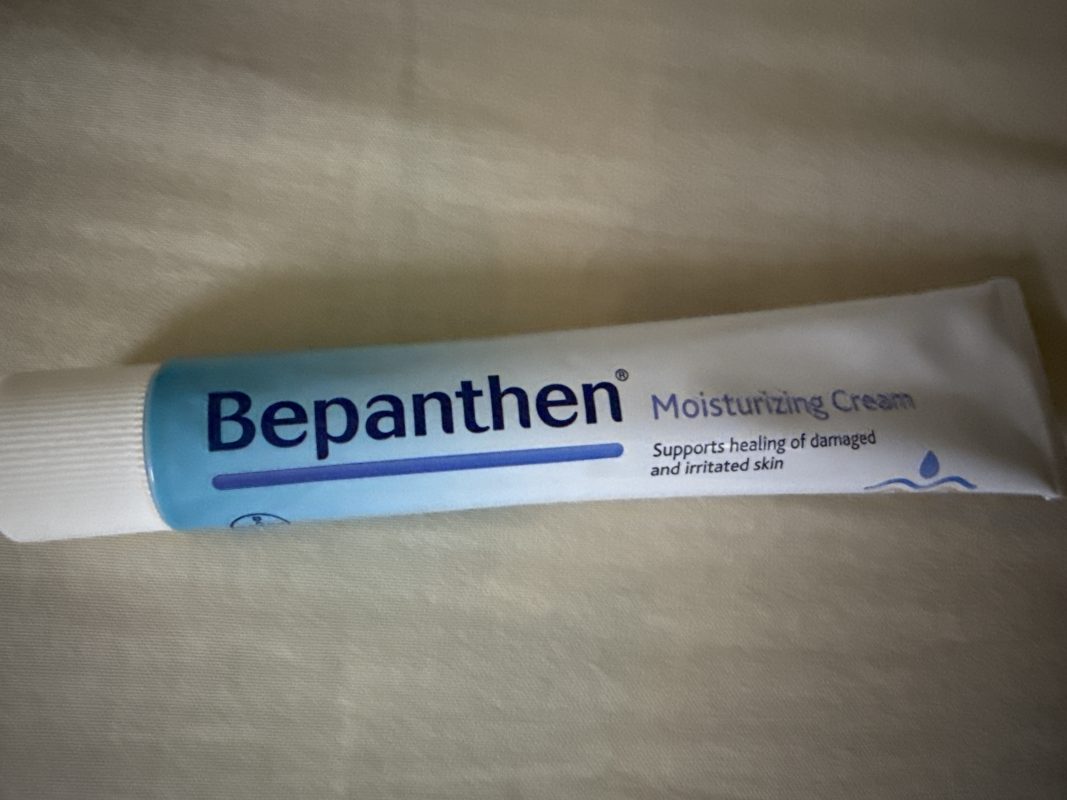 Bepanthen®
Moisturizing Cream
Supports healing of damaged
and irritated skin